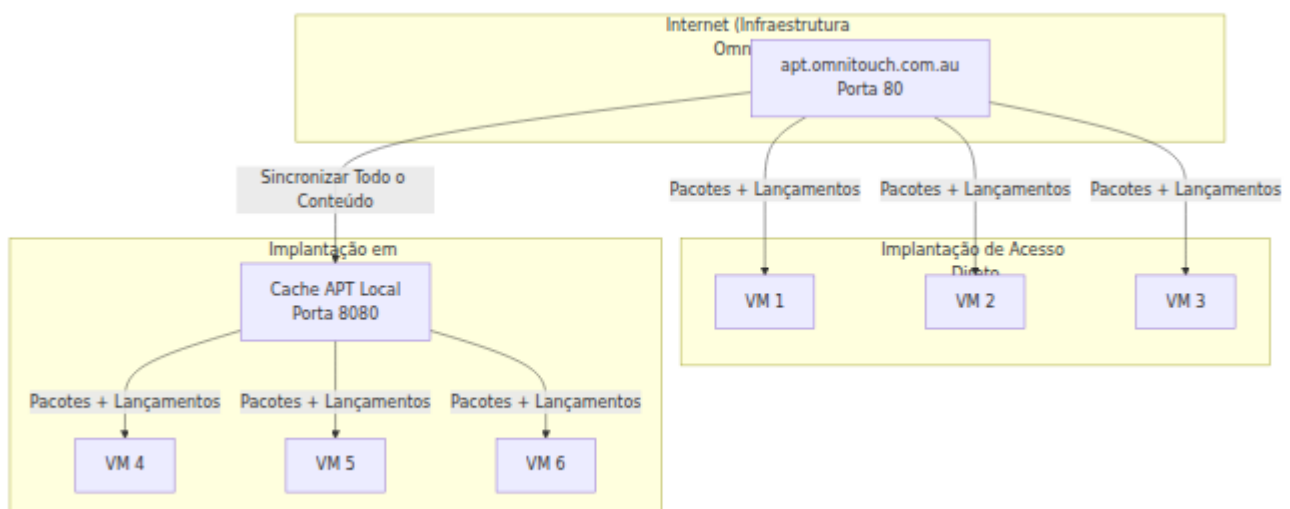 Internet (Infraestrutura
Omn
apt.omnitouch.com.au
Porta 80
Sincronizar Todo o
Conteúdo
Pacotes + Lançamentos
Pacotes + Lançamentos
Pacotes + Lançamentos
Implantação em
Cache APT Local
Porta 8080
Implantação de Acesso
Direto
VM 1
VM 2
VM 3
Pacotes + Lançamentos
Pacotes + Lançamentos
Pacotes + Lançamentos
VM 4
VM 5
VM 6